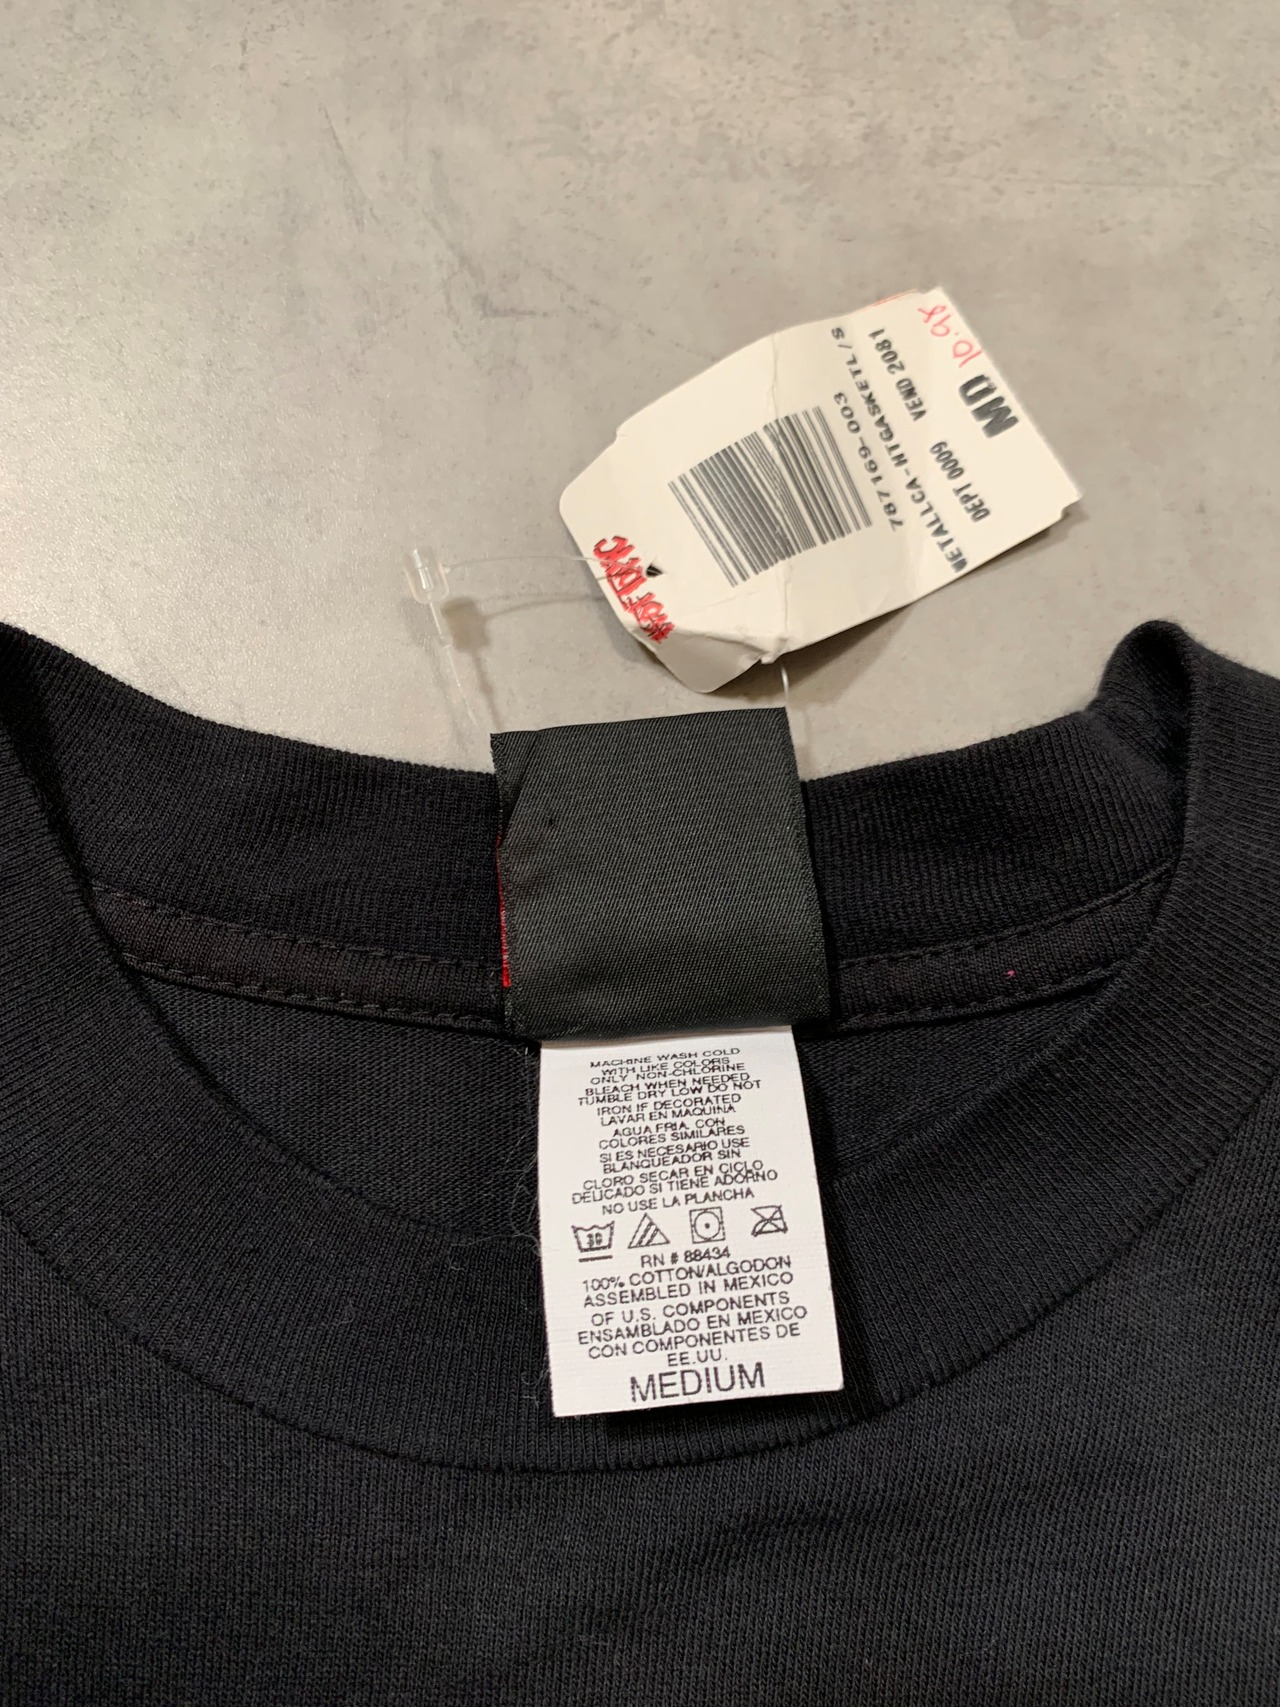 HOT TOPIC
787169-003
METALLCA-HTGASKETL/S
DEPT 0009 VEND 2081
MD
10.98
MACHINE WASH COLD
WITH LIKE COLORS
ONLY NON-CHLORINE
BLEACH WHEN NEEDED
TUMBLE DRY LOW DO NOT
IRON IF DECORATED
LAVAR EN MAQUINA
AGUA FRIA CON
COLORES SIMILARES
SI ES NECESARIO USE
BLANQUEADOR SIN
CLORO SECAR EN CICLO
DELICADO SI TIENE ADORNO
NO USE LA PLANCHA
30
RN # 88434
100% COTTON/ALGODON
ASSEMBLED IN MEXICO
OF U.S. COMPONENTS
ENSAMBLADO EN MEXICO
CON COMPONENTES DE
EE.UU.
MEDIUM